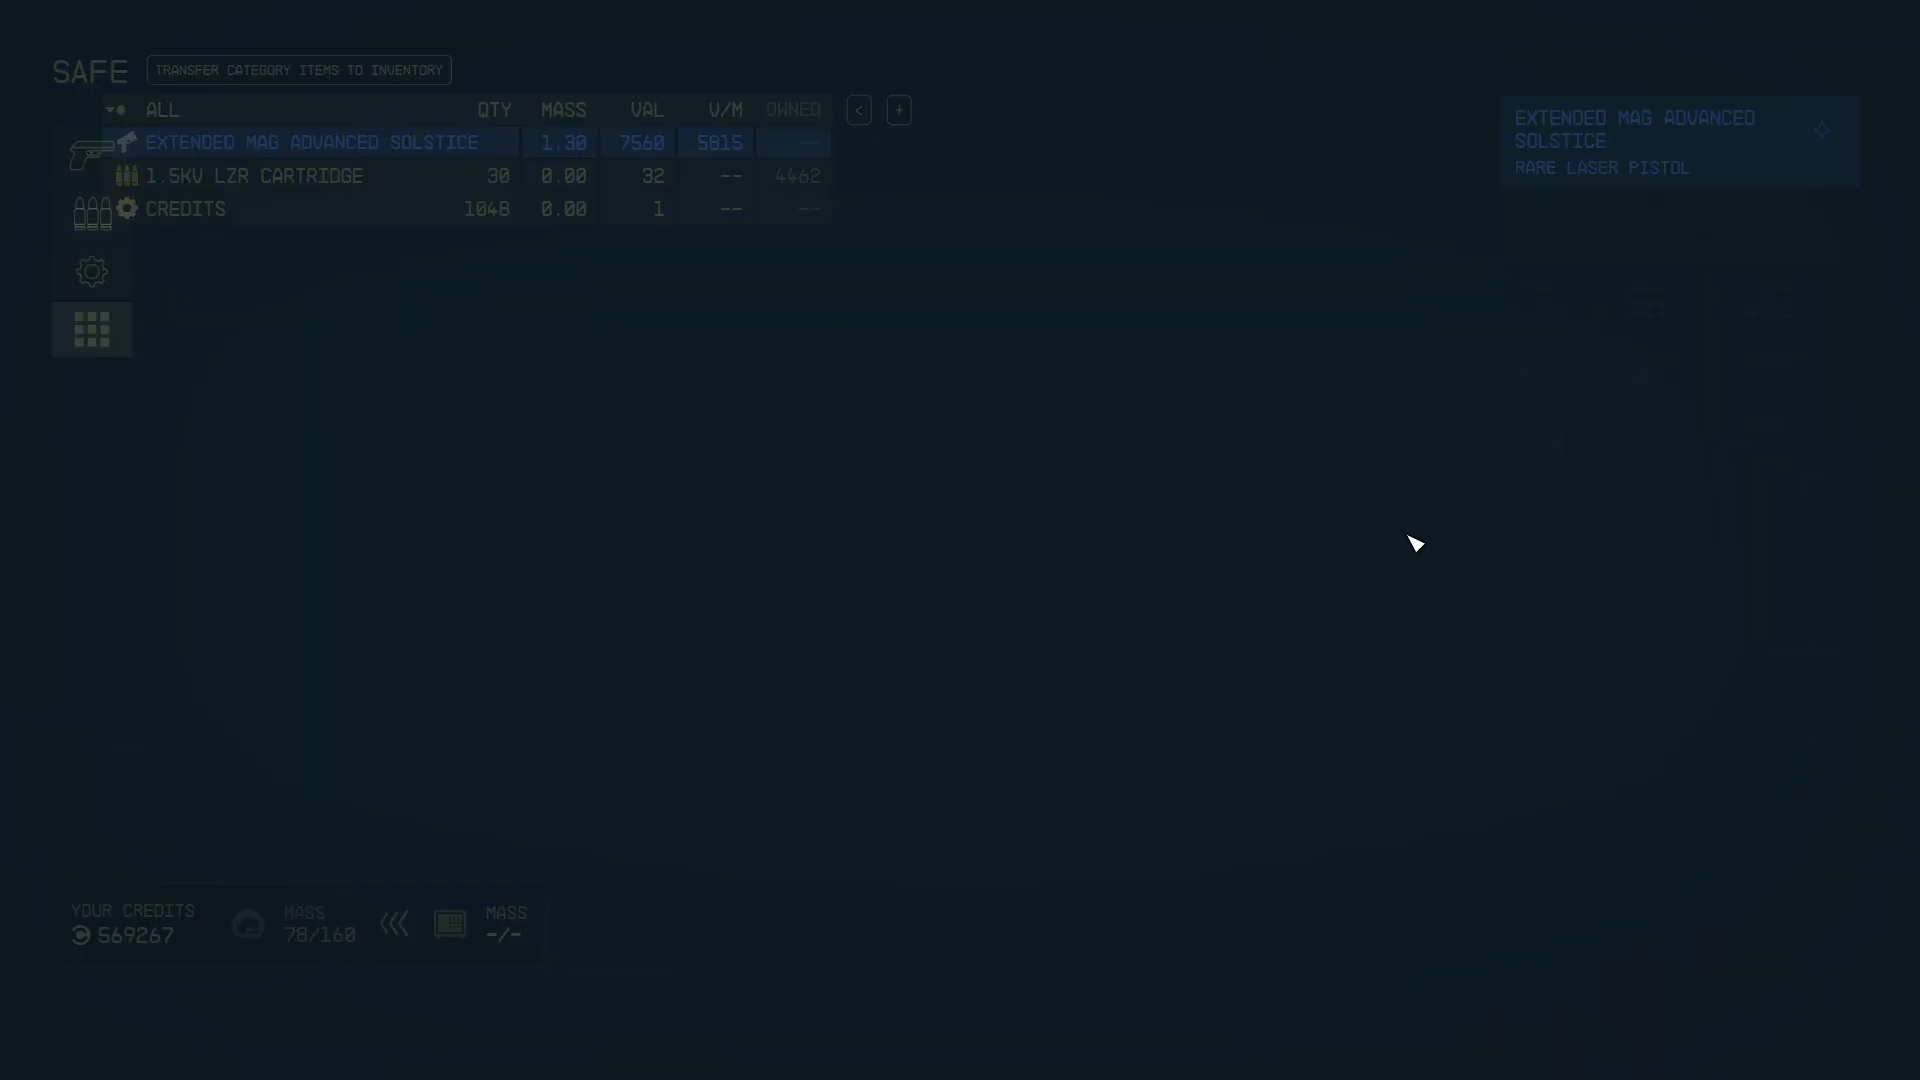 SAFE TRANSFER CATEGORY ITEMS TO INVENTORY
ALL QTY MASS VAL V/M OWNED < +
EXTENDED MAG ADVANCED SOLSTICE 1.30 7560 5815 --
1.5KV LZR CARTRIDGE 30 0.00 32 -- 4462
CREDITS 1048 0.00 1 -- --
EXTENDED MAG ADVANCED
SOLSTICE
RARE LASER PISTOL
YOUR CREDITS
569267
MASS
78/160
MASS
-/-